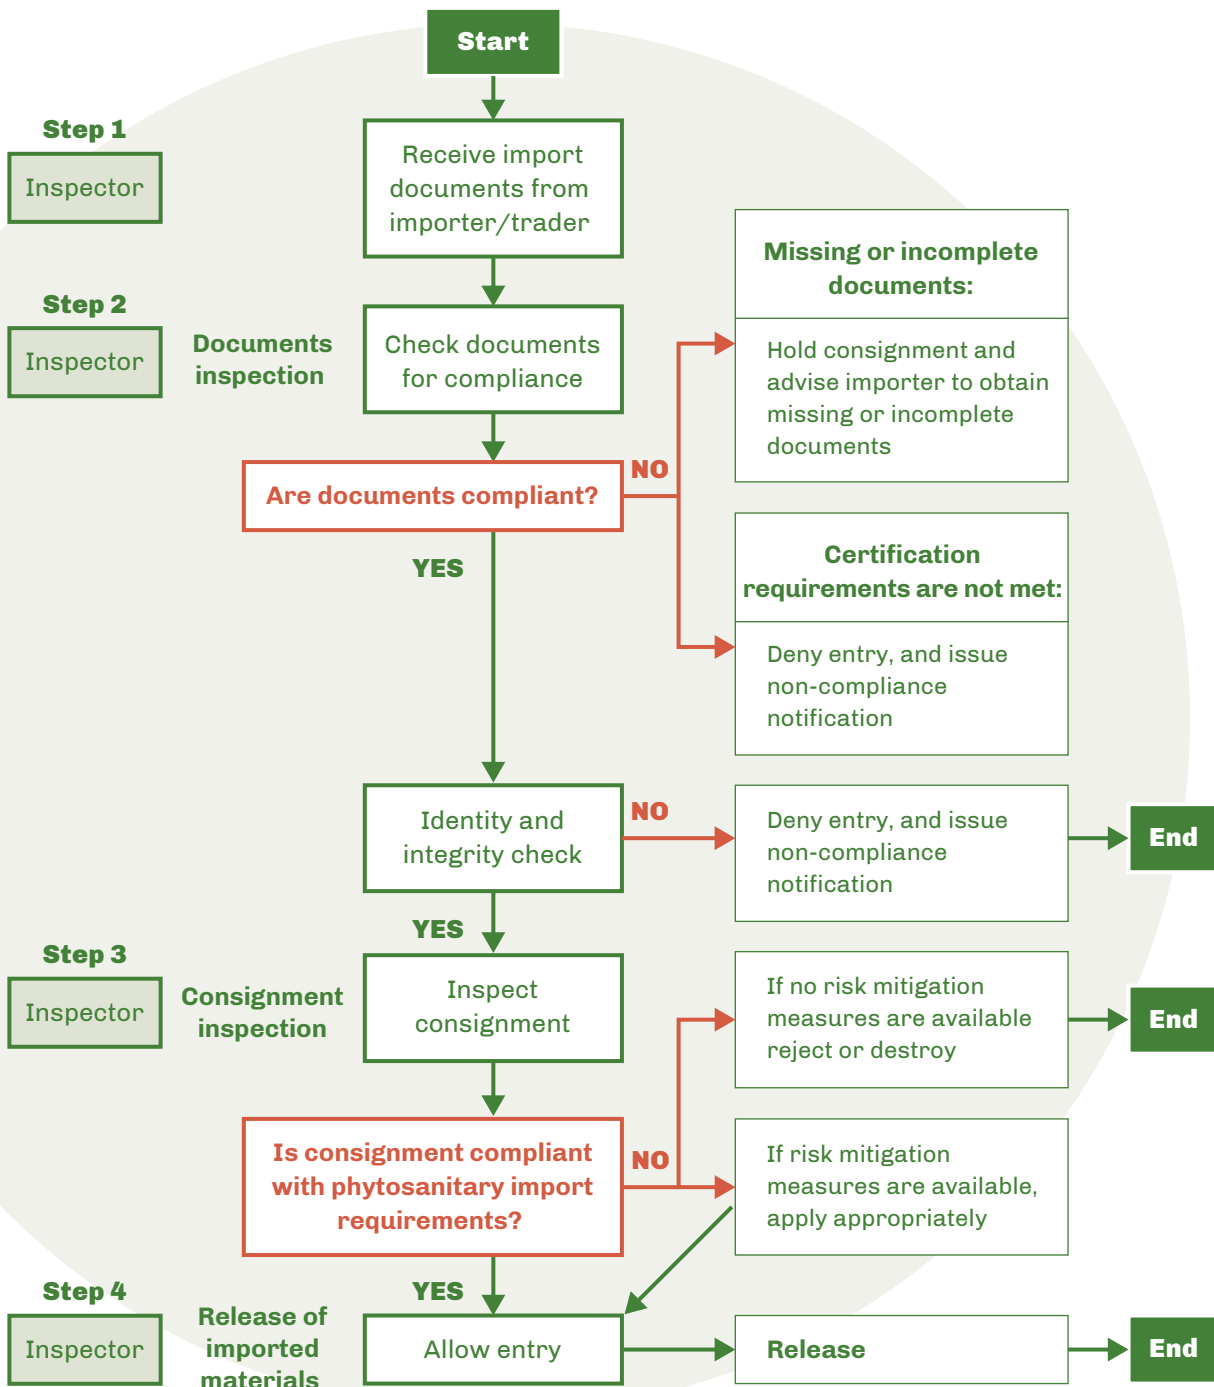 Start
Step 1
Inspector
Receive import
documents from
importer/trader
Step 2
Inspector
Documents
inspection
Check documents
for compliance
Missing or incomplete
documents:
Hold consignment and
advise importer to obtain
missing or incomplete
documents
Are documents compliant?
NO
YES
Certification
requirements are not met:
Deny entry, and issue
non-compliance
notification
Identity and
integrity check
NO
Deny entry, and issue
non-compliance
notification
End
YES
Step 3
Inspector
Consignment
inspection
Inspect
consignment
If no risk mitigation
measures are available
reject or destroy
End
Is consignment compliant
with phytosanitary import
requirements?
NO
If risk mitigation
measures are available,
apply appropriately
YES
Step 4
Inspector
Release of
imported
materials
Allow entry
Release
End